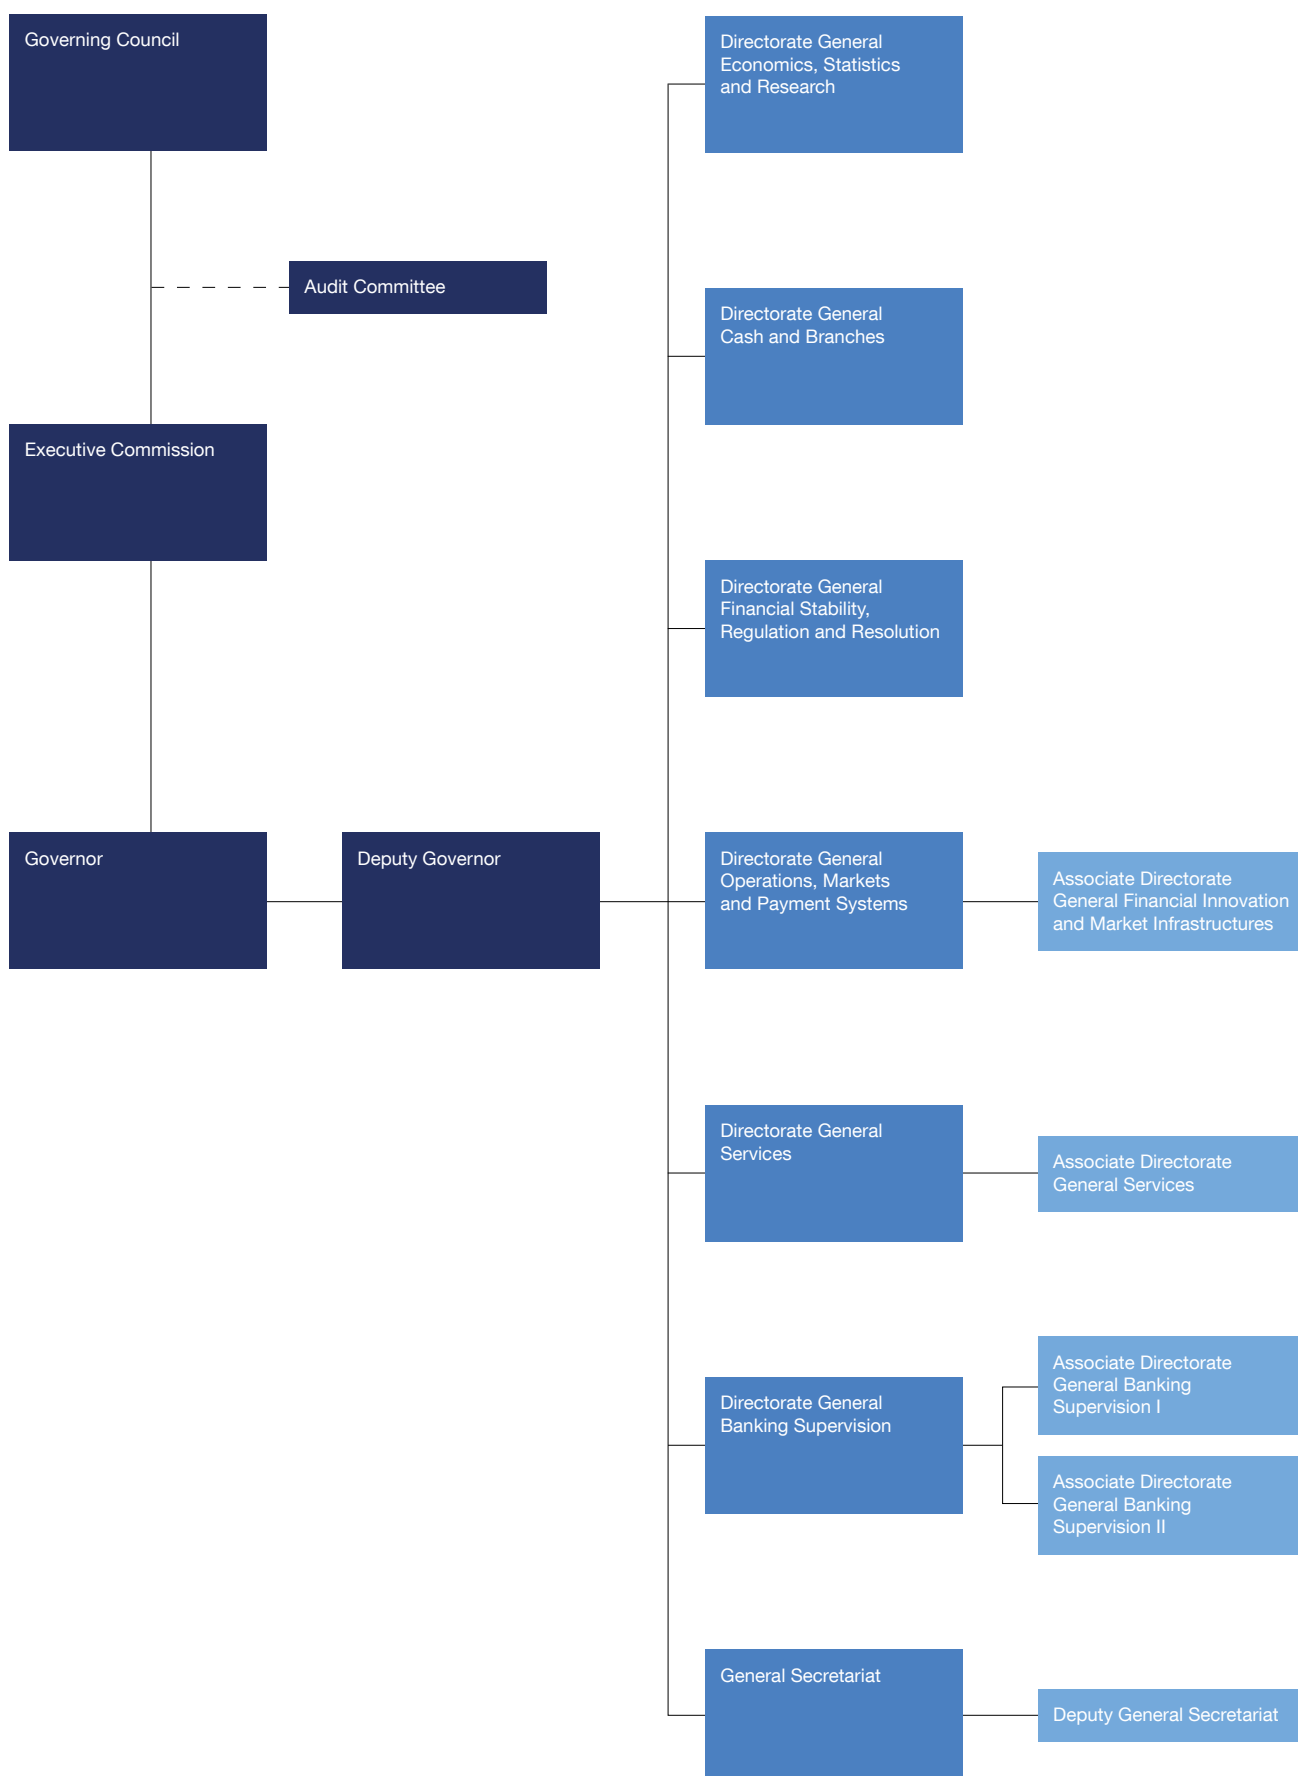 Governing Council
Audit Committee
Executive Commission
Governor
Deputy Governor
Directorate General
Economics, Statistics
and Research
Directorate General
Cash and Branches
Directorate General
Financial Stability,
Regulation and Resolution
Directorate General
Operations, Markets
and Payment Systems
Associate Directorate
General Financial Innovation
and Market Infrastructures
Directorate General
Services
Associate Directorate
General Services
Directorate General
Banking Supervision
Associate Directorate
General Banking
Supervision I
Associate Directorate
General Banking
Supervision II
General Secretariat
Deputy General Secretariat